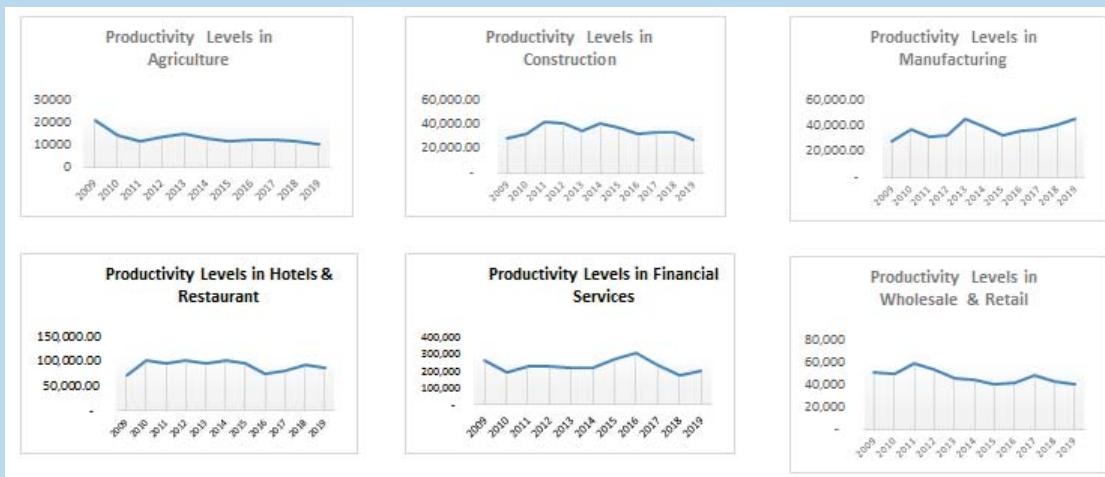 Productivity Levels in
Agriculture
30000
20000
10000
0
2009 2010 2011 2012 2013 2014 2015 2016 2017 2018 2019
Productivity Levels in
Construction
60,000.00
40,000.00
20,000.00
-
2009 2010 2011 2012 2013 2014 2015 2016 2017 2018 2019
Productivity Levels in
Manufacturing
60,000.00
40,000.00
20,000.00
-
2009 2010 2011 2012 2013 2014 2015 2016 2017 2018 2019
Productivity Levels in Hotels &
Restaurant
150,000.00
100,000.00
50,000.00
-
2009 2010 2011 2012 2013 2014 2015 2016 2017 2018 2019
Productivity Levels in Financial
Services
400,000
300,000
200,000
100,000
-
2009 2010 2011 2012 2013 2014 2015 2016 2017 2018 2019
Productivity Levels in
Wholesale & Retail
80,000
60,000
40,000
20,000
-
2009 2010 2011 2012 2013 2014 2015 2016 2017 2018 2019